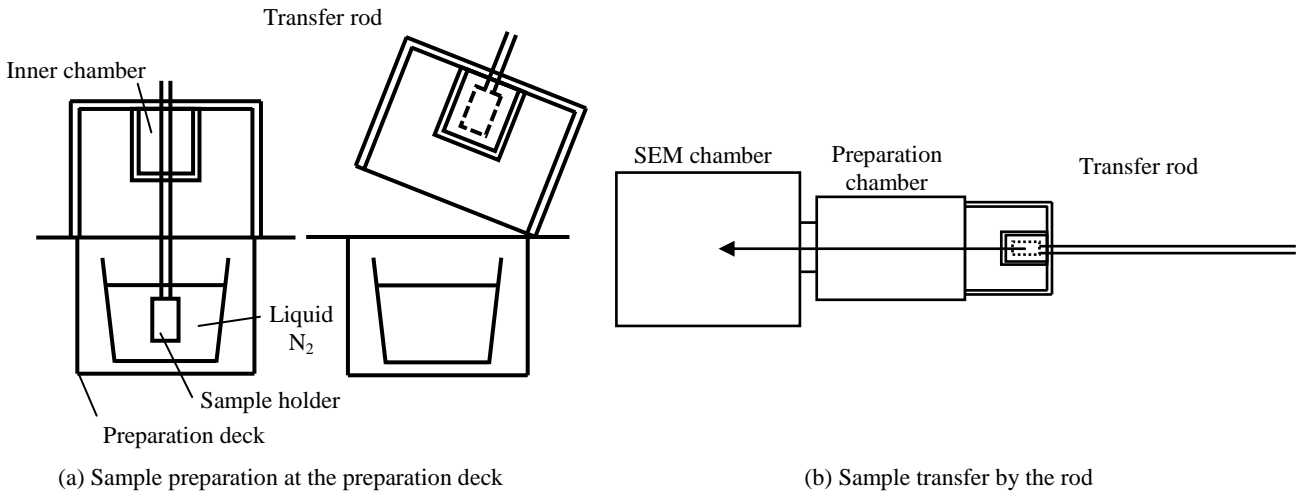 Transfer rod
Inner chamber
Liquid
N2
Sample holder
Preparation deck
(a) Sample preparation at the preparation deck
SEM chamber
Preparation
chamber
Transfer rod
(b) Sample transfer by the rod